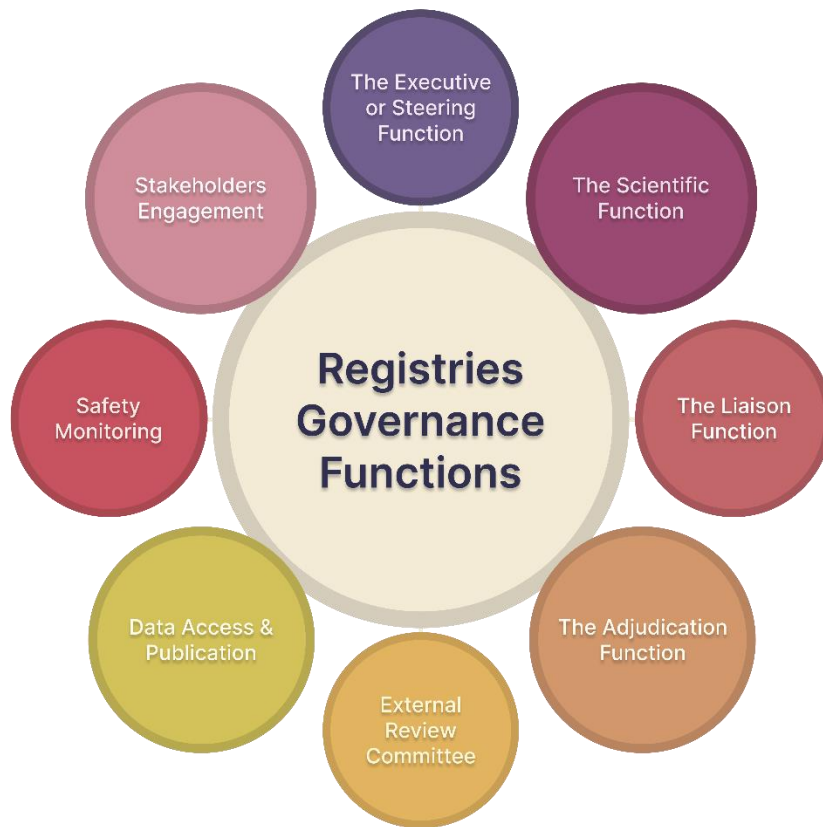 The Executive
or Steering
Function
Stakeholders
Engagement
The Scientific
Function
Registries
Governance
Functions
Safety
Monitoring
The Liaison
Function
Data Access &
Publication
The Adjudication
Function
External
Review
Committee